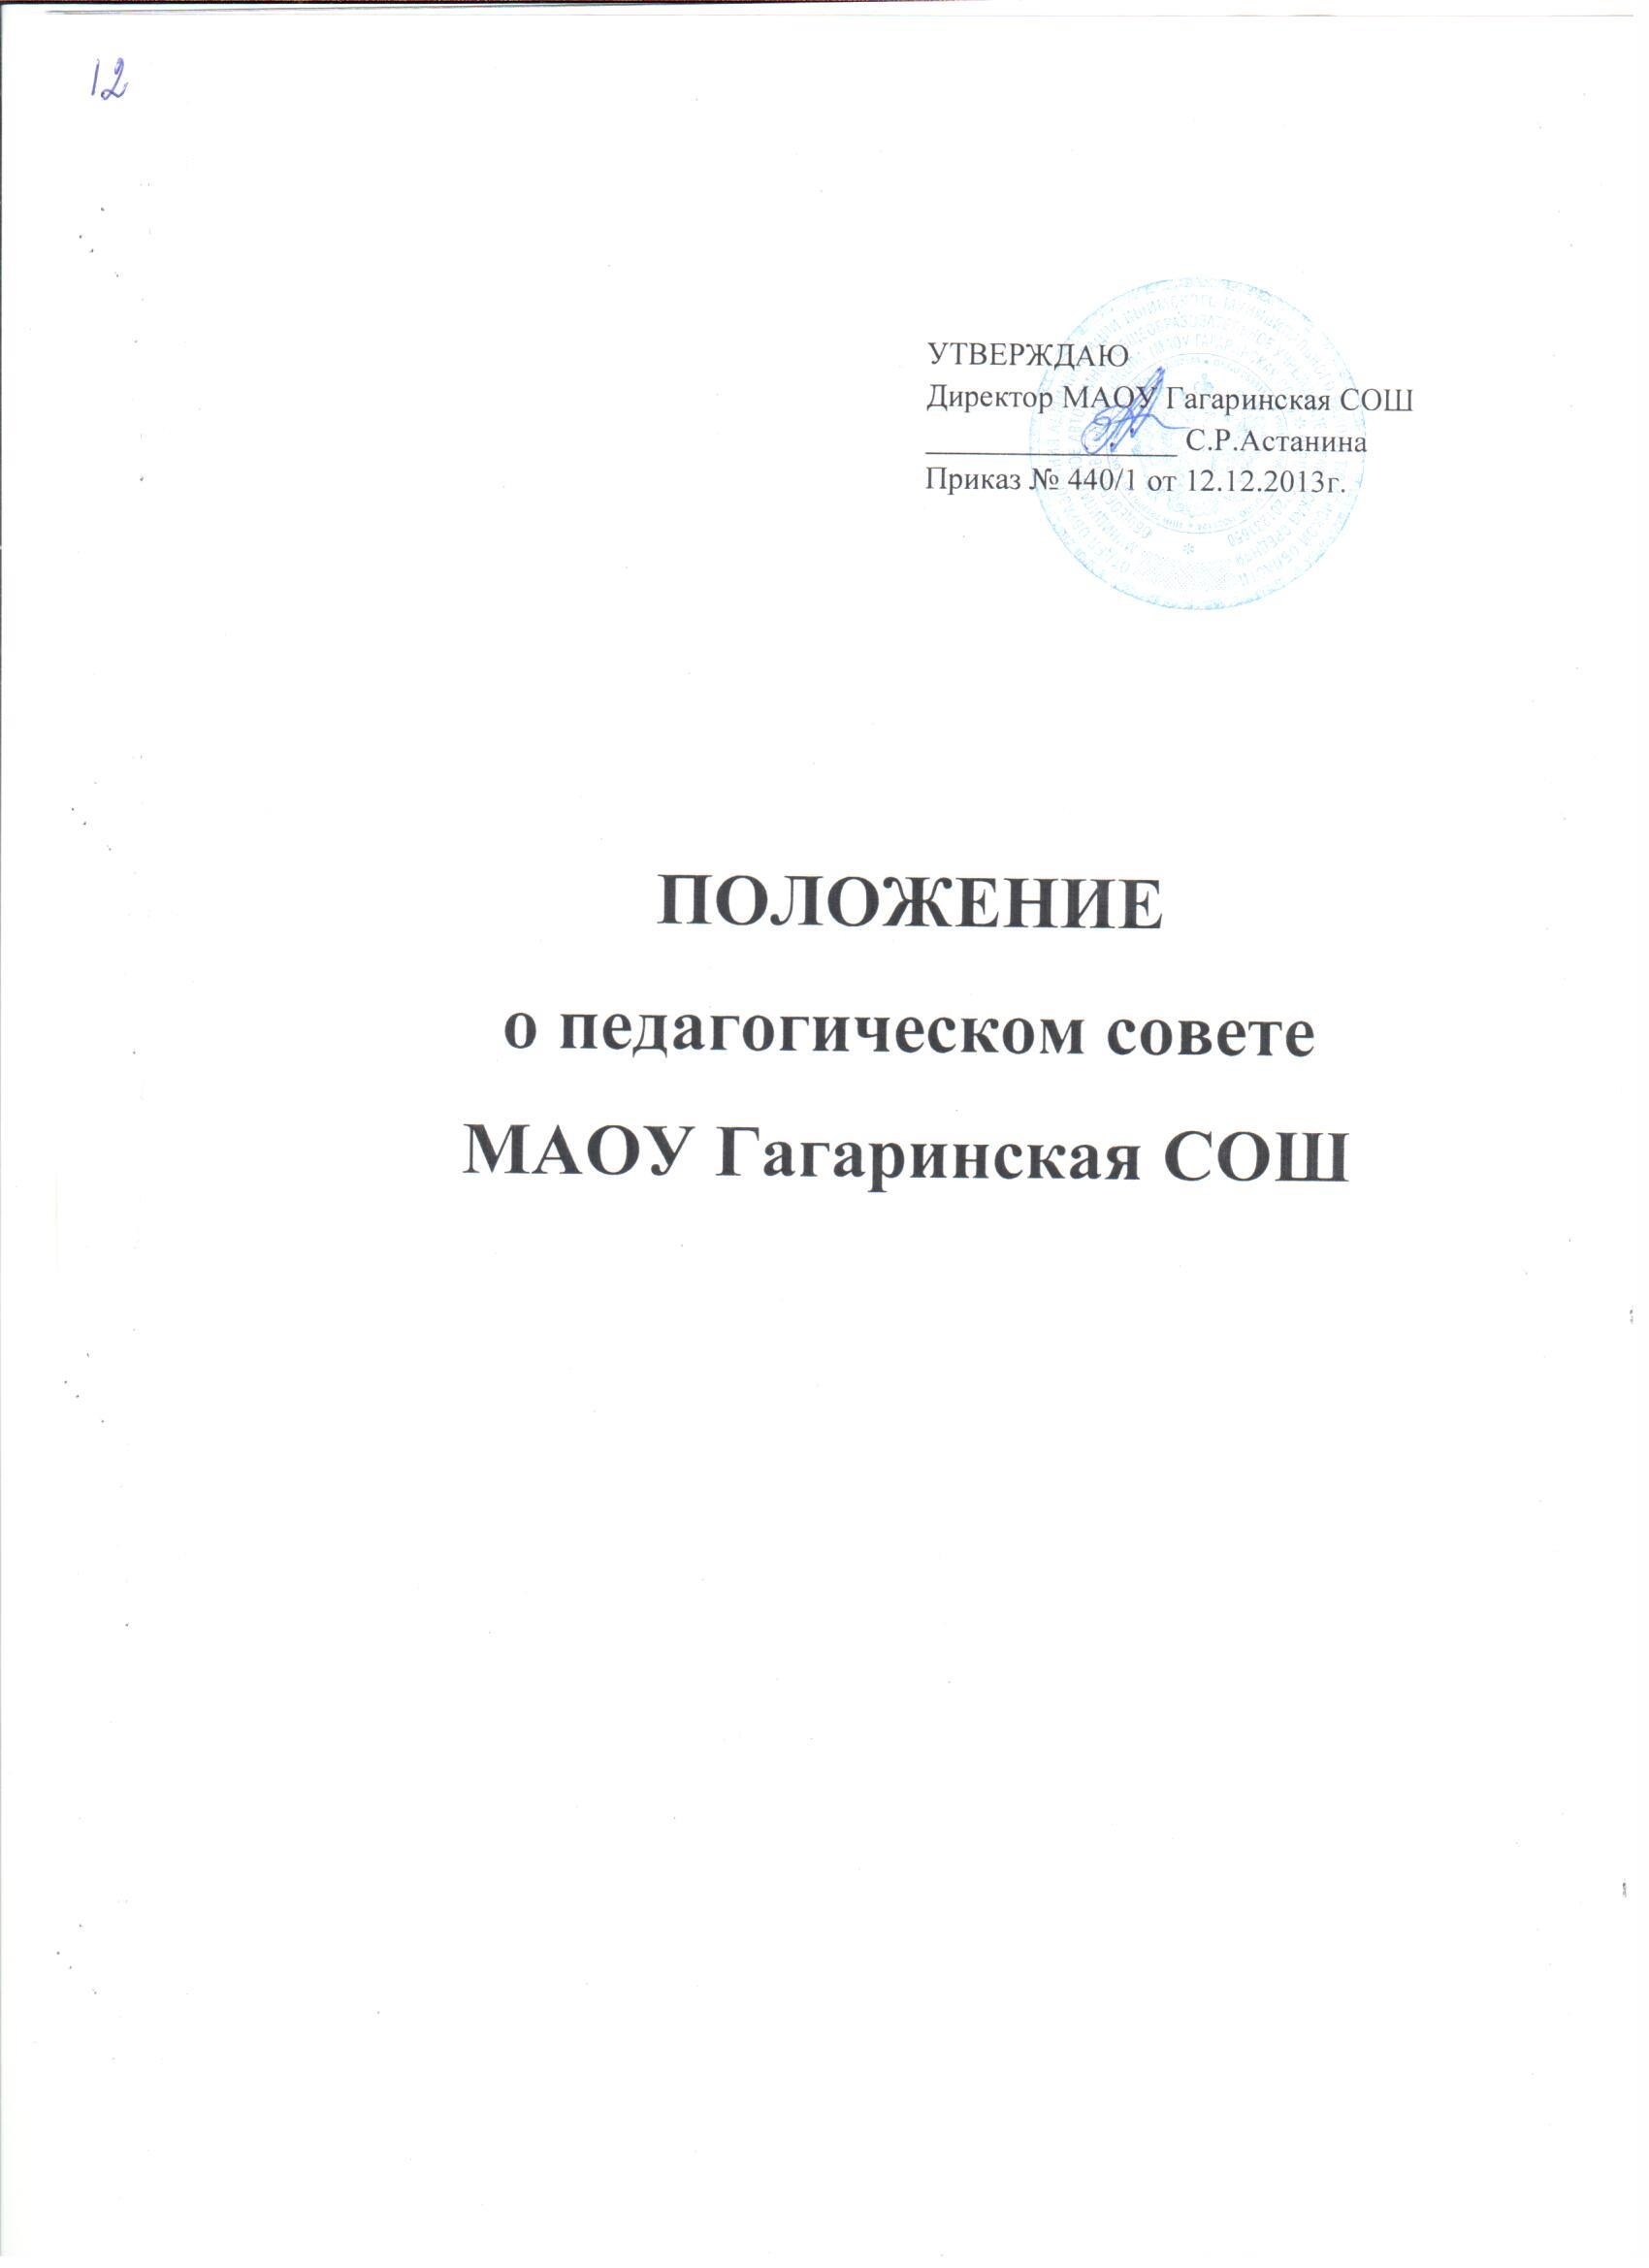 12
УТВЕРЖДАЮ
Директор МАОУ Гагаринская СОШ
________________ С.Р.Астанина
Приказ № 440/1 от 12.12.2013г.
ПОЛОЖЕНИЕ
о педагогическом совете
МАОУ Гагаринская СОШ